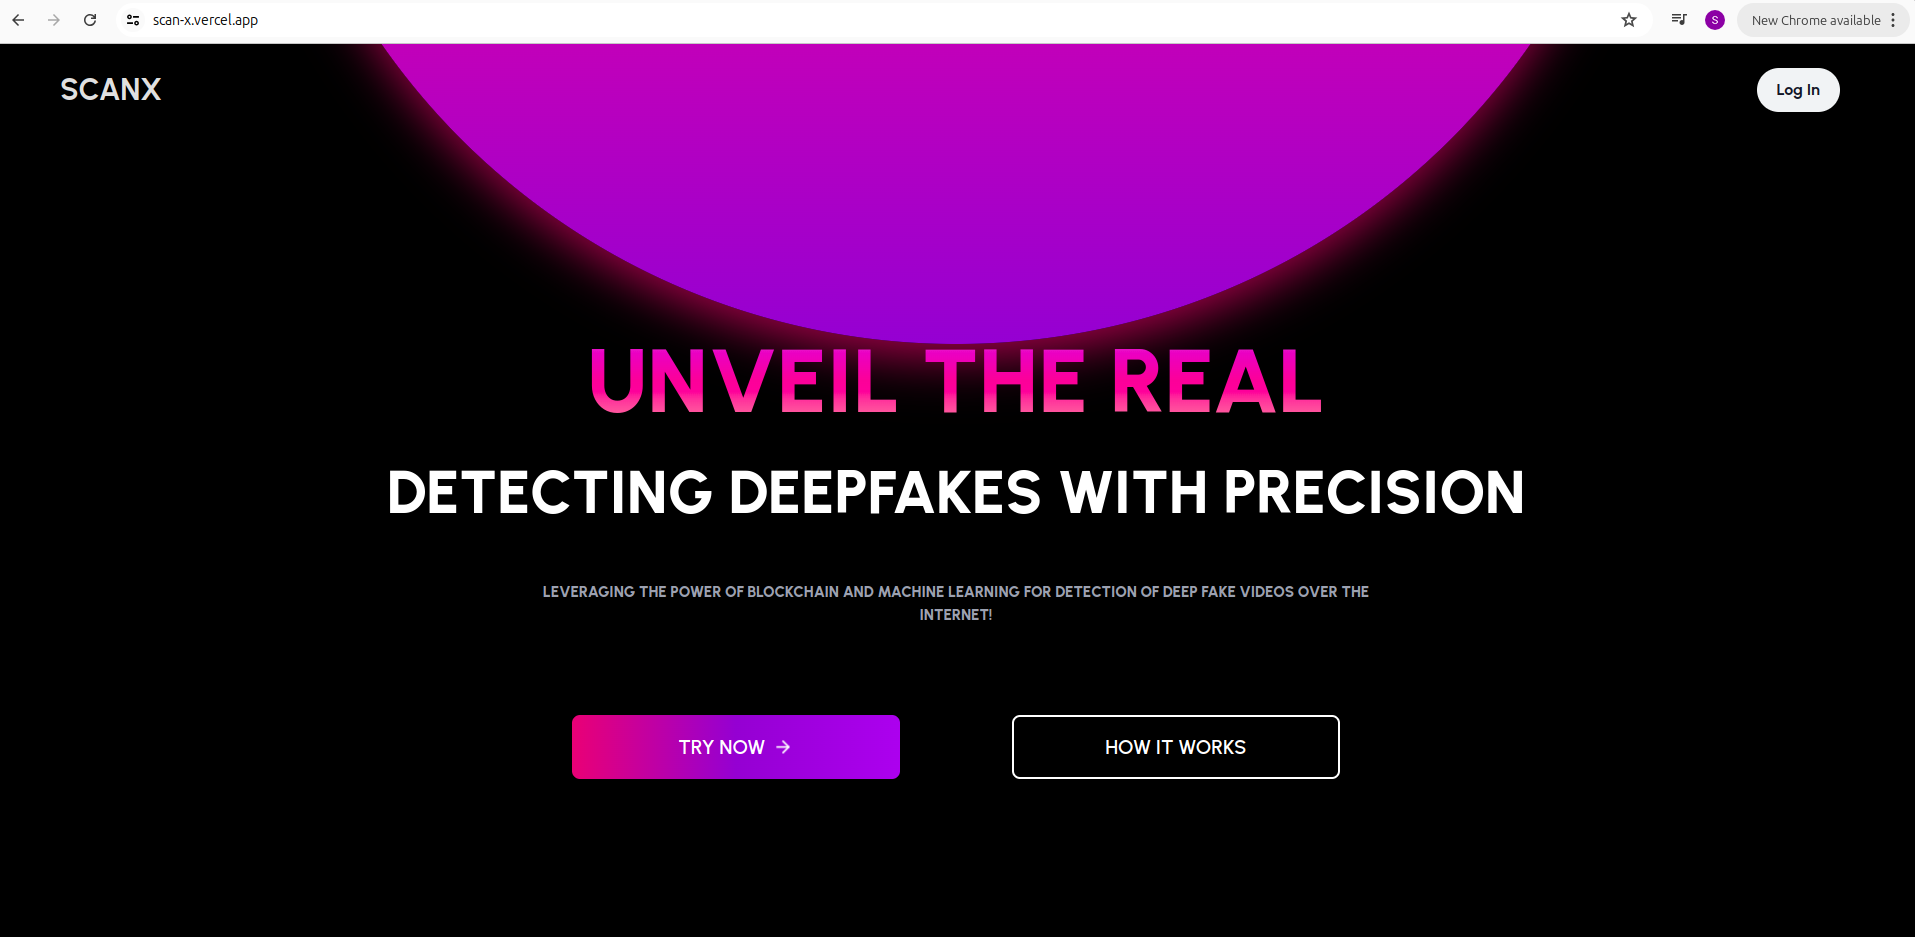 scan-x.vercel.app
S
New Chrome available
SCANX
Log In
UNVEIL THE REAL
DETECTING DEEPFAKES WITH PRECISION
LEVERAGING THE POWER OF BLOCKCHAIN AND MACHINE LEARNING FOR DETECTION OF DEEP FAKE VIDEOS OVER THE
INTERNET!
TRY NOW →
HOW IT WORKS